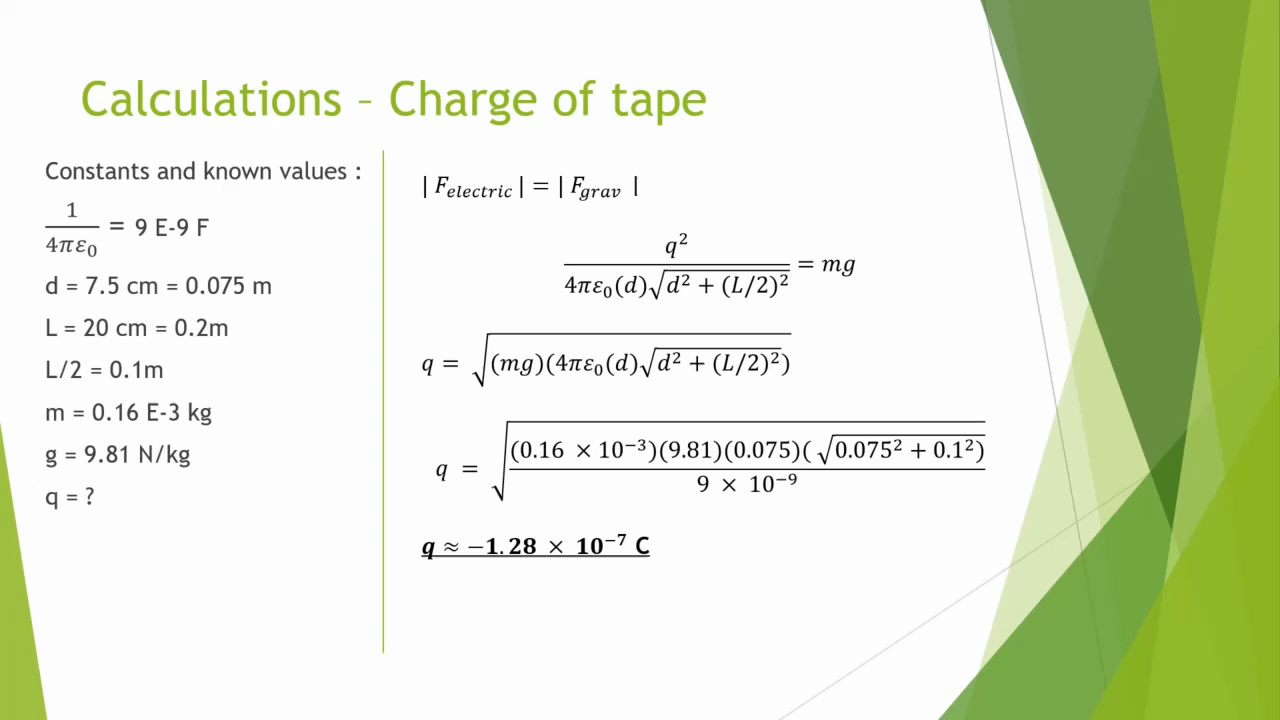 Calculations – Charge of tape
Constants and known values :
1/(4πε₀) = 9 E-9 F
d = 7.5 cm = 0.075 m
L = 20 cm = 0.2m
L/2 = 0.1m
m = 0.16 E-3 kg
g = 9.81 N/kg
q = ?
| F_electric | = | F_grav |
q²/(4πε₀(d)√(d² + (L/2)²)) = mg
q = √((mg)(4πε₀(d)√(d² + (L/2)²)))
q = √((0.16 × 10⁻³)(9.81)(0.075)( √(0.075² + 0.1²))/(9 × 10⁻⁹))
q ≈ −1.28 × 10⁻⁷ C